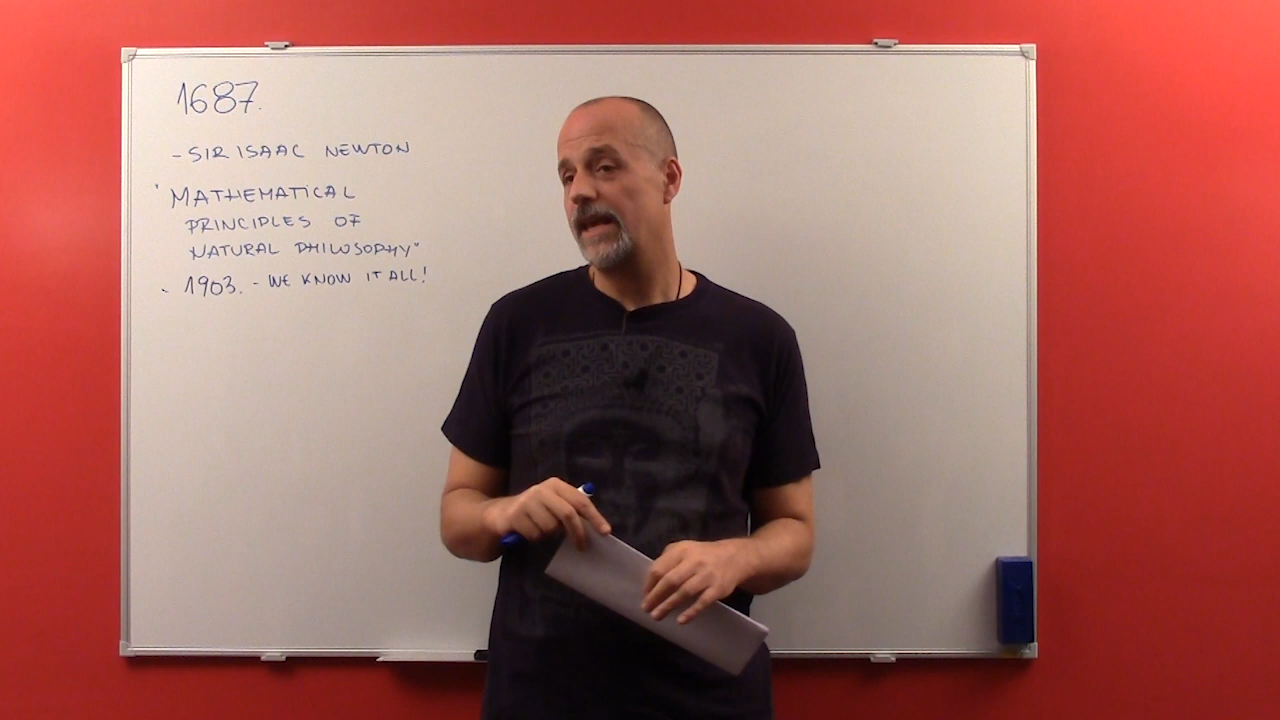 1687.
- SIR ISAAC NEWTON
"MATHEMATICAL
PRINCIPLES OF
NATURAL PHILOSOPHY"
- 1903. - WE KNOW IT ALL!